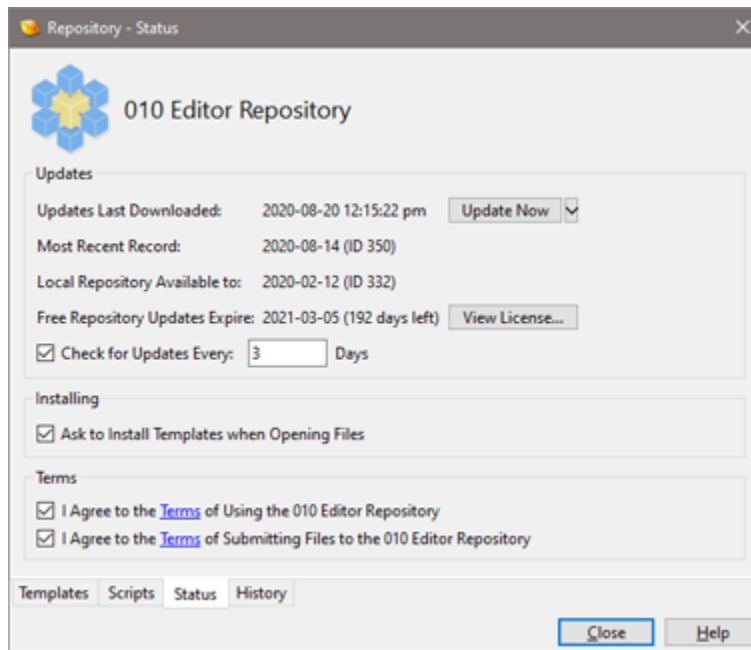 Repository - Status
010 Editor Repository
Updates
Updates Last Downloaded: 2020-08-20 12:15:22 pm Update Now
Most Recent Record: 2020-08-14 (ID 350)
Local Repository Available to: 2020-02-12 (ID 332)
Free Repository Updates Expire: 2021-03-05 (192 days left) View License...
Check for Updates Every: 3 Days
Installing
Ask to Install Templates when Opening Files
Terms
I Agree to the Terms of Using the 010 Editor Repository
I Agree to the Terms of Submitting Files to the 010 Editor Repository
Templates Scripts Status History
Close Help